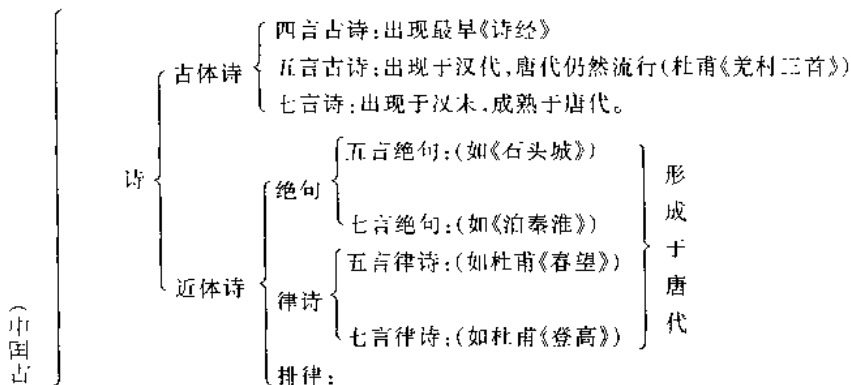 四言古诗:出现最早《诗经》
古体诗
五言古诗:出现于汉代,唐代仍然流行(杜甫《羌利三首》)
七言诗:出现于汉末,成熟于唐代。
诗
五言绝句:(如《石头城》)
绝句
七言绝句:(如《泊秦淮》)
近体诗
五言律诗:(如杜甫《春望》)
律诗
七言律诗:(如杜甫《登高》)
排律:
形成于唐代
(中国古